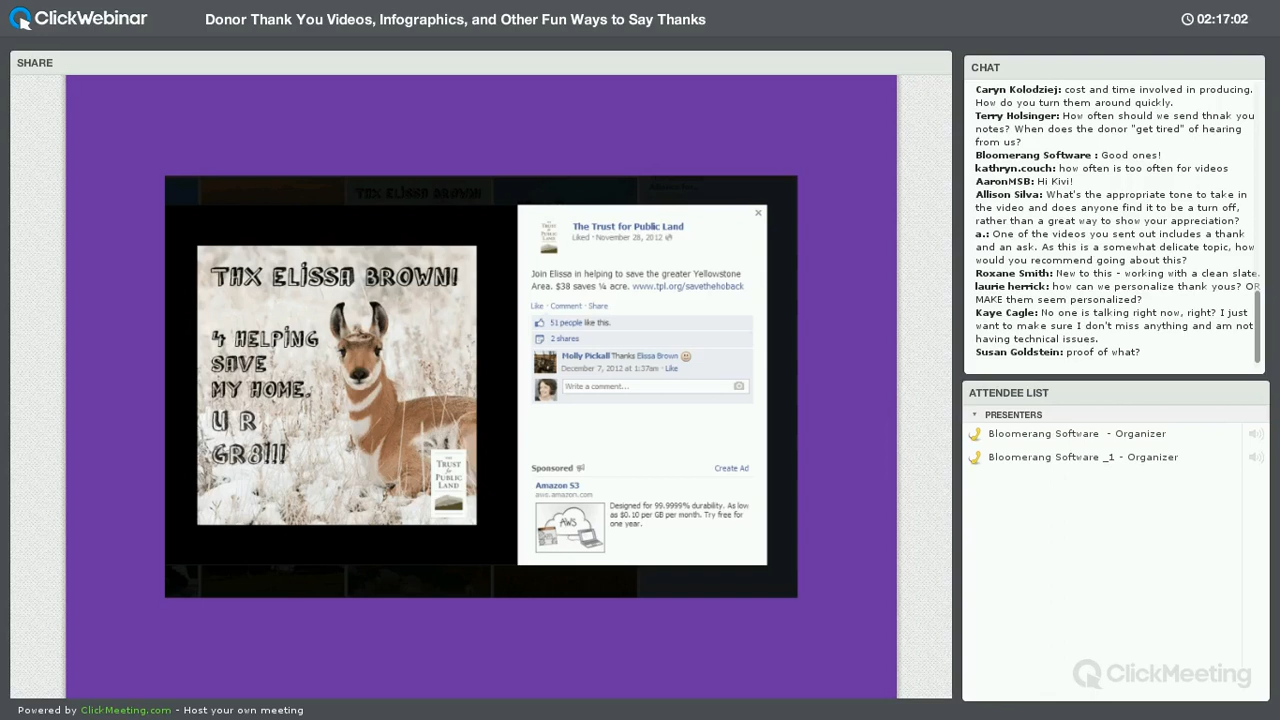 ClickWebinar
Donor Thank You Videos, Infographics, and Other Fun Ways to Say Thanks
02:17:02
SHARE
THX ELISSA BROWN!
4 HELPING
SAVE
MY HOME.
U R
GR8!!!
THE
TRUST
for
PUBLIC
LAND
The Trust for Public Land
Liked · November 28, 2012
Join Elissa in helping to save the greater Yellowstone
Area. $38 saves ¼ acre. www.tpl.org/savethehoback
Like · Comment · Share
51 people like this.
2 shares
Molly Pickall Thanks Elissa Brown
December 7, 2012 at 1:37am · Like
Write a comment...
Sponsored
Create Ad
Amazon S3
aws.amazon.com
AWS
Designed for 99.9999% durability. As low
as $0.10 per GB per month. Try free for
one year.
CHAT
Caryn Kolodziej: cost and time involved in producing.
How do you turn them around quickly.
Terry Holsinger: How often should we send thnak you
notes? When does the donor "get tired" of hearing
from us?
Bloomerang Software : Good ones!
kathryn.couch: how often is too often for videos
AaronMSB: Hi Kivi!
Allison Silva: What's the appropriate tone to take in
the video and does anyone find it to be a turn off,
rather than a great way to show your appreciation?
a.: One of the videos you sent out includes a thank
and an ask. As this is a somewhat delicate topic, how
would you recommend going about this?
Roxane Smith: New to this - working with a clean slate.
laurie herrick: how can we personalize thank yous? OR
MAKE them seem personalized?
Kaye Cagle: No one is talking right now, right? I just
want to make sure I don't miss anything and am not
having technical issues.
Susan Goldstein: proof of what?
ATTENDEE LIST
PRESENTERS
Bloomerang Software - Organizer
Bloomerang Software _1 - Organizer
ClickMeeting
Powered by ClickMeeting.com - Host your own meeting